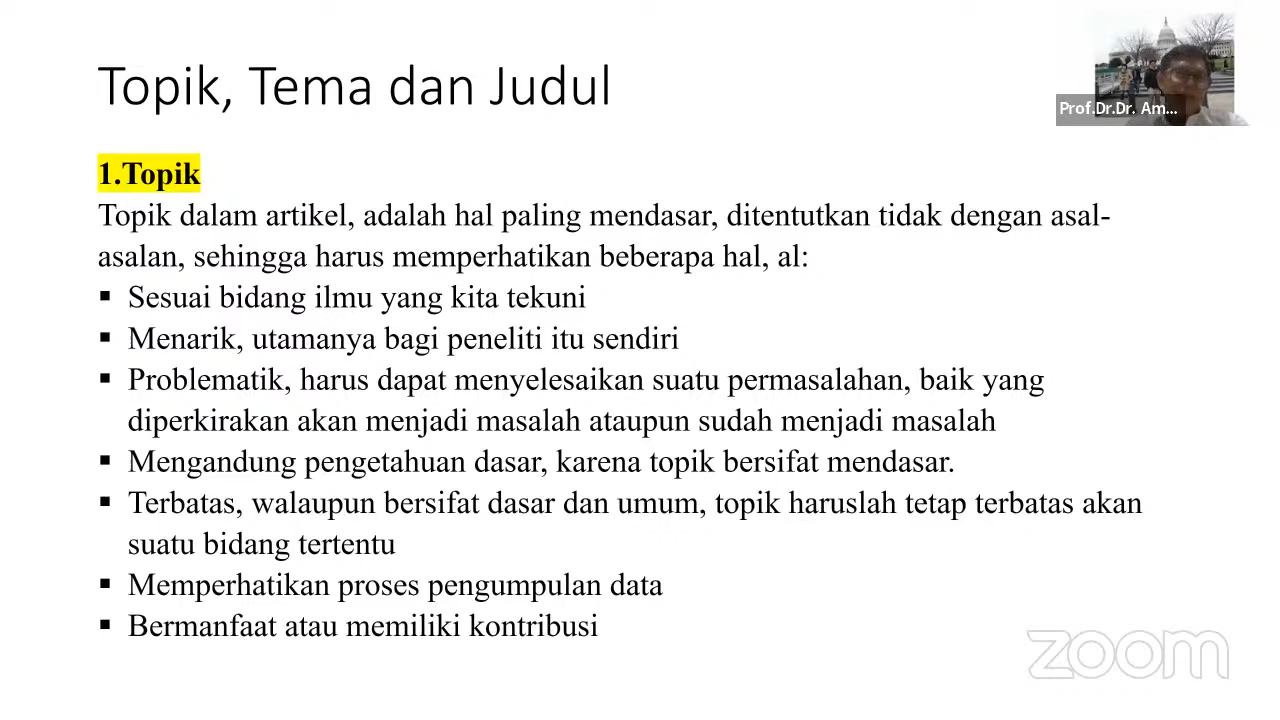 Topik, Tema dan Judul
Prof.Dr.Dr. Am...
1.Topik
Topik dalam artikel, adalah hal paling mendasar, ditentutkan tidak dengan asal-
asalan, sehingga harus memperhatikan beberapa hal, al:
▪ Sesuai bidang ilmu yang kita tekuni
▪ Menarik, utamanya bagi peneliti itu sendiri
▪ Problematik, harus dapat menyelesaikan suatu permasalahan, baik yang
diperkirakan akan menjadi masalah ataupun sudah menjadi masalah
▪ Mengandung pengetahuan dasar, karena topik bersifat mendasar.
▪ Terbatas, walaupun bersifat dasar dan umum, topik haruslah tetap terbatas akan
suatu bidang tertentu
▪ Memperhatikan proses pengumpulan data
▪ Bermanfaat atau memiliki kontribusi
zoom